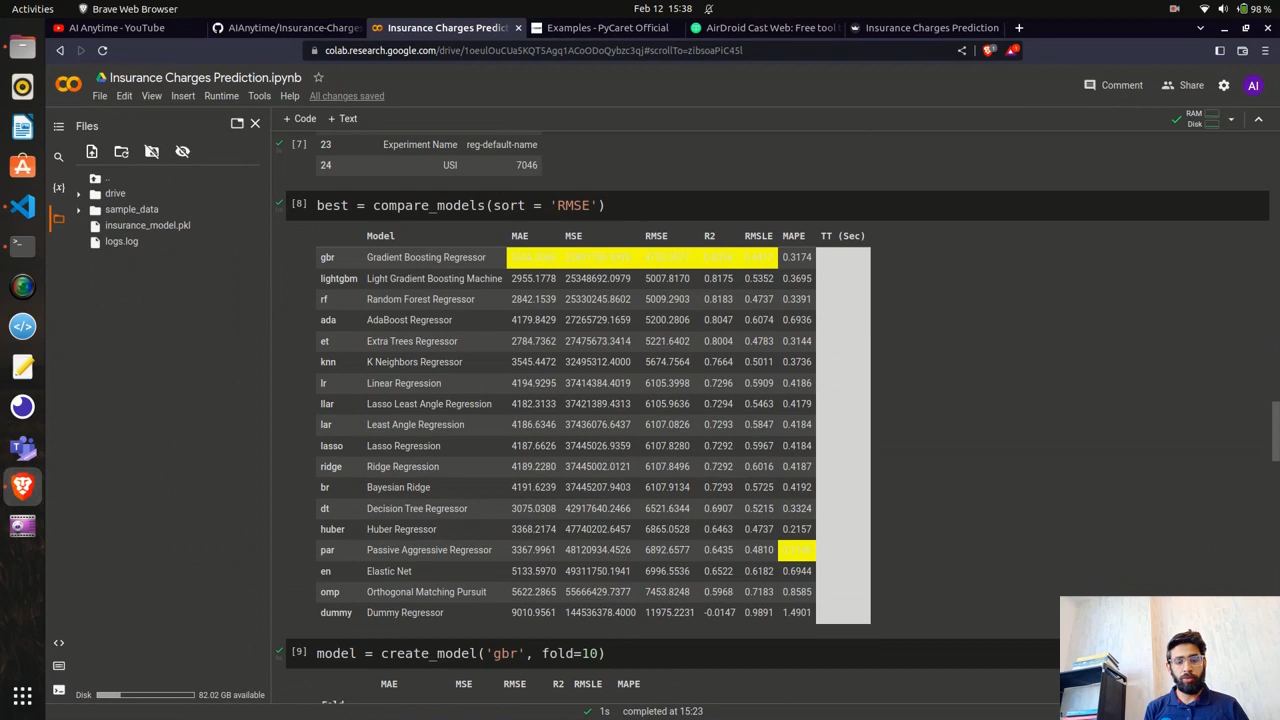 Activities
Brave Web Browser
Feb 12 15:38
98 %
AI Anytime - YouTube
AIAnytime/Insurance-Charges
Insurance Charges Predicti
Examples - PyCaret Official
AirDroid Cast Web: Free tool
Insurance Charges Prediction
colab.research.google.com/drive/1oeulOuCUa5KQT5Agq1ACoODoQybzc3qj#scrollTo=zibsoaPiC45l
Insurance Charges Prediction.ipynb
Comment
Share
AI
File Edit View Insert Runtime Tools Help All changes saved
Files
+ Code + Text
RAM
Disk
..
drive
sample_data
insurance_model.pkl
logs.log
[7] 23 Experiment Name reg-default-name
24 USI 7046
[8] best = compare_models(sort = 'RMSE')
Model MAE MSE RMSE R2 RMSLE MAPE TT (Sec)
gbr Gradient Boosting Regressor 0.3174
lightgbm Light Gradient Boosting Machine 2955.1778 25348692.0979 5007.8170 0.8175 0.5352 0.3695
rf Random Forest Regressor 2842.1539 25330245.8602 5009.2903 0.8183 0.4737 0.3391
ada AdaBoost Regressor 4179.8429 27265729.1659 5200.2806 0.8047 0.6074 0.6936
et Extra Trees Regressor 2784.7362 27475673.3414 5221.6402 0.8004 0.4783 0.3144
knn K Neighbors Regressor 3545.4472 32495312.4000 5674.7564 0.7664 0.5011 0.3736
lr Linear Regression 4194.9295 37414384.4019 6105.3998 0.7296 0.5909 0.4186
llar Lasso Least Angle Regression 4182.3133 37421389.4313 6105.9636 0.7294 0.5463 0.4179
lar Least Angle Regression 4186.6346 37436076.6437 6107.0826 0.7293 0.5847 0.4184
lasso Lasso Regression 4187.6626 37445026.9359 6107.8280 0.7292 0.5967 0.4184
ridge Ridge Regression 4189.2280 37445002.0121 6107.8496 0.7292 0.6016 0.4187
br Bayesian Ridge 4191.6239 37445207.9403 6107.9134 0.7293 0.5725 0.4192
dt Decision Tree Regressor 3075.0308 42917640.2466 6521.6344 0.6907 0.5215 0.3324
huber Huber Regressor 3368.2174 47740202.6457 6865.0528 0.6463 0.4737 0.2157
par Passive Aggressive Regressor 3367.9961 48120934.4526 6892.6577 0.6435 0.4810
en Elastic Net 5133.5970 49311750.1941 6996.5536 0.6522 0.6182 0.6944
omp Orthogonal Matching Pursuit 5622.2865 55666429.7377 7453.8248 0.5968 0.7183 0.8585
dummy Dummy Regressor 9010.9561 144536378.4000 11975.2231 -0.0147 0.9891 1.4901
[9] model = create_model('gbr', fold=10)
MAE MSE RMSE R2 RMSLE MAPE
Disk 82.02 GB available
1s completed at 15:23